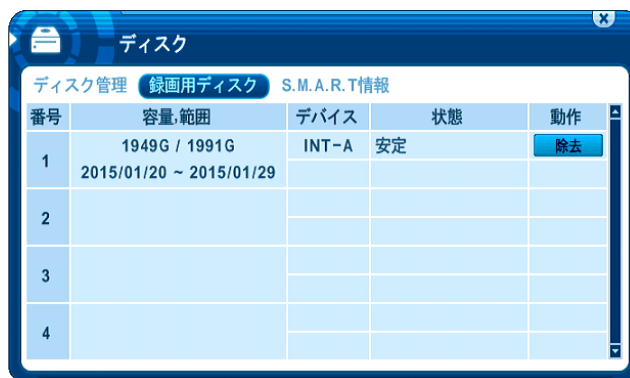 ディスク
ディスク管理 録画用ディスク S.M.A.R.T情報
番号 容量,範囲 デバイス 状態 動作
1 1949G / 1991G INT-A 安定 除去
2015/01/20 ~ 2015/01/29
2
3
4